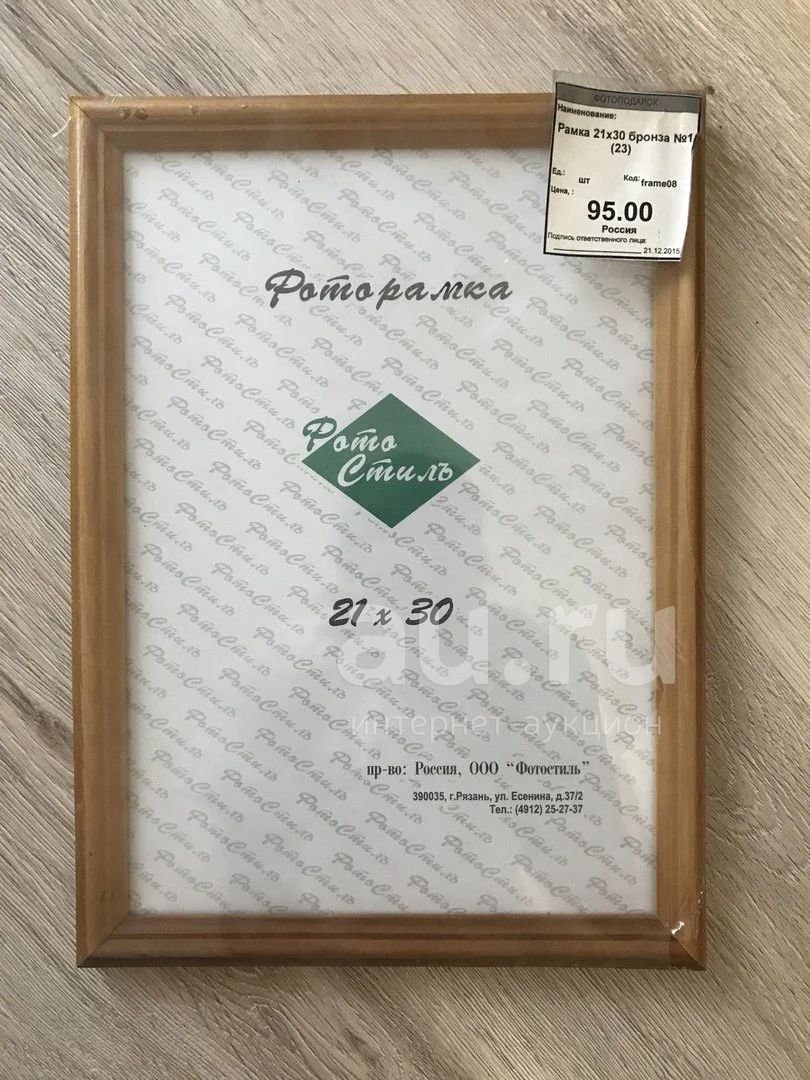 ФОТОПОДАРОК
Наименование:
Рамка 21х30 бронза №1
(23)
Ед.: шт Код: frame08
Цена, :
95.00
Россия
Подпись ответственного лица:
21.12.2015
Фоторамка
Фото
Стилъ
21 х 30
au.ru
интернет-аукцион
пр-во: Россия, ООО “Фотостиль”
390035, г.Рязань, ул. Есенина, д.37/2
Тел.: (4912) 25-27-37